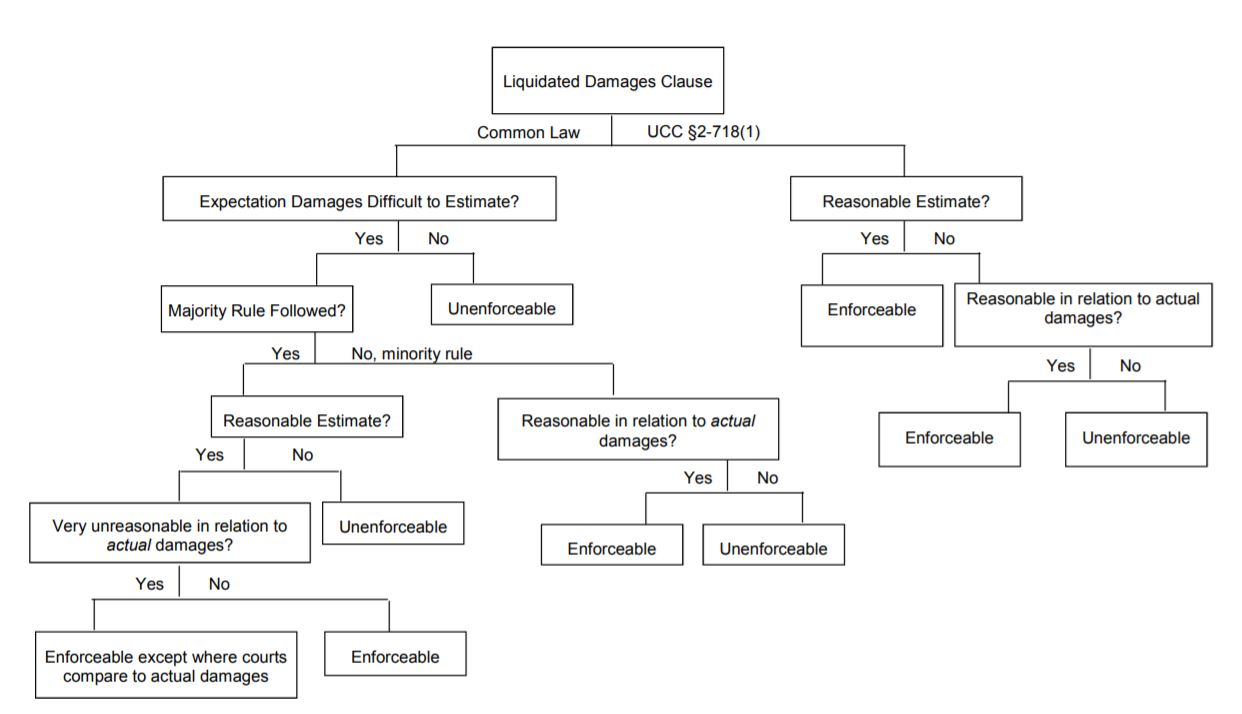 Liquidated Damages Clause
Common Law
UCC §2-718(1)
Expectation Damages Difficult to Estimate?
Reasonable Estimate?
Yes
No
Yes
No
Majority Rule Followed?
Unenforceable
Enforceable
Reasonable in relation to actual
damages?
Yes
No, minority rule
Yes
No
Reasonable Estimate?
Reasonable in relation to actual
damages?
Enforceable
Unenforceable
Yes
No
Yes
No
Very unreasonable in relation to
actual damages?
Unenforceable
Enforceable
Unenforceable
Yes
No
Enforceable except where courts
compare to actual damages
Enforceable